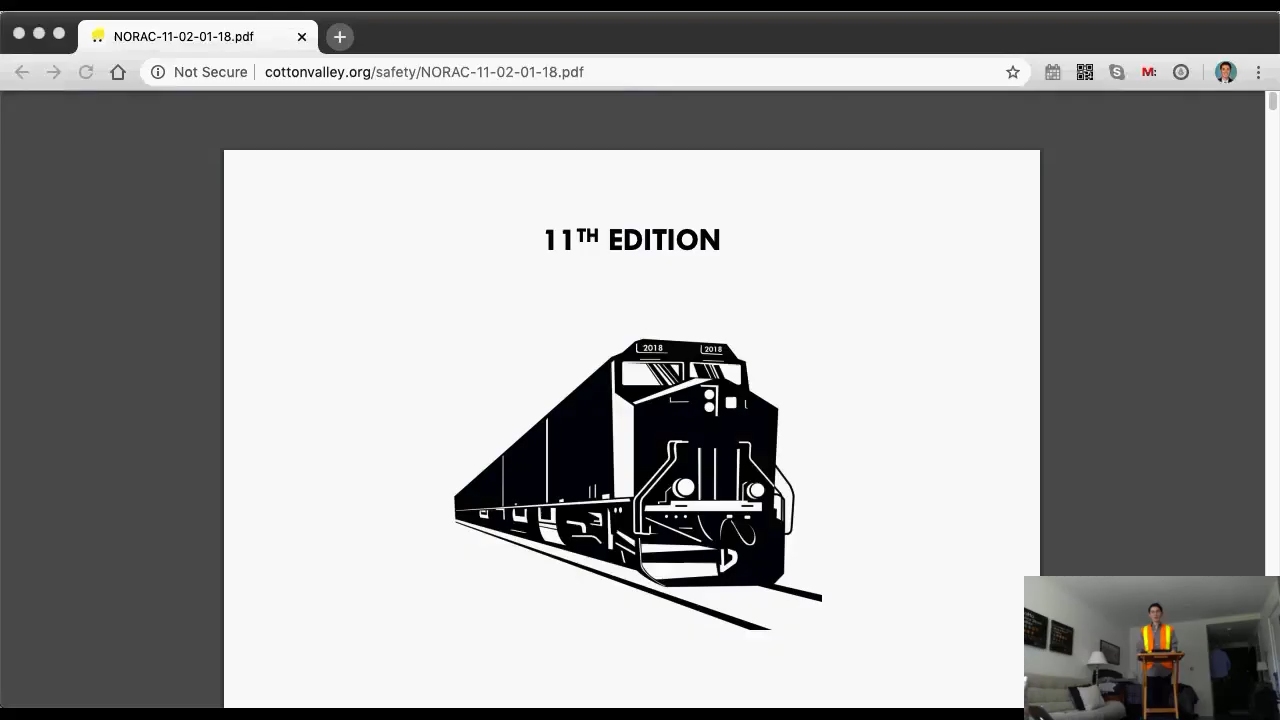 NORAC-11-02-01-18.pdf
Not Secure
cottonvalley.org/safety/NORAC-11-02-01-18.pdf
M:
11TH EDITION
2018
2018